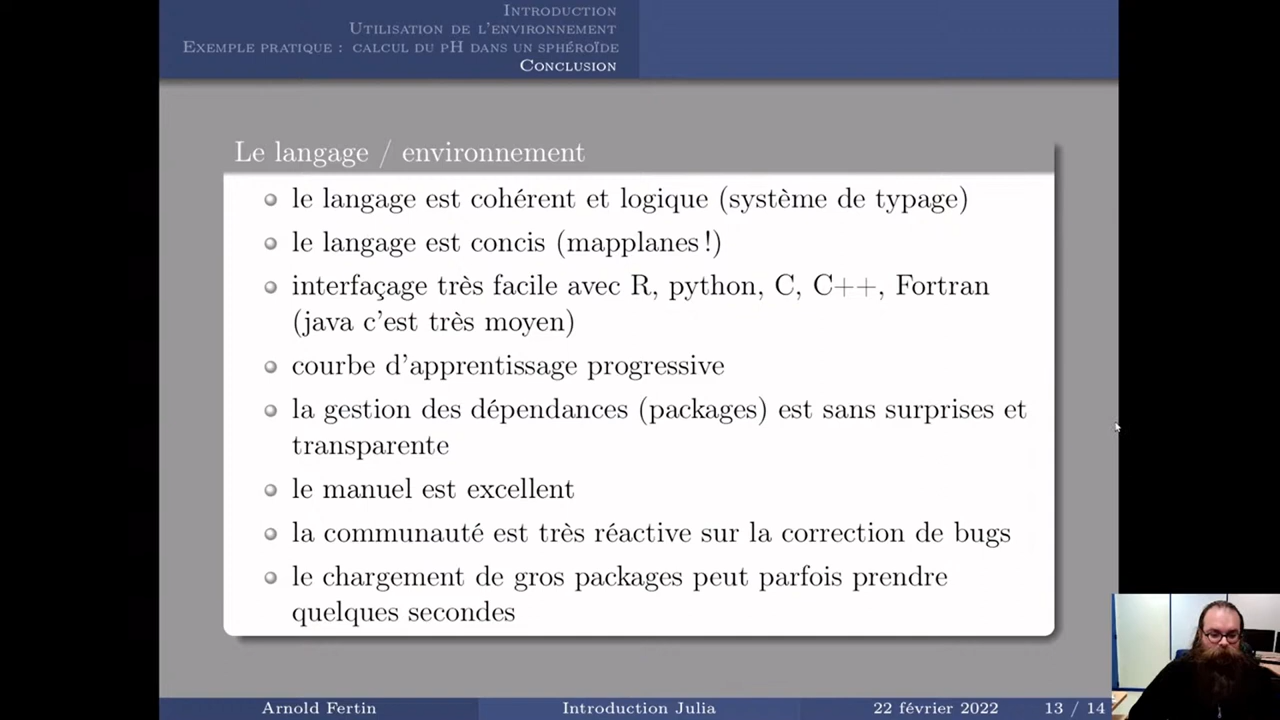 Introduction
Utilisation de l'environnement
Exemple pratique : calcul du pH dans un sphéroïde
Conclusion
Le langage / environnement
le langage est cohérent et logique (système de typage)
le langage est concis (mapplanes !)
interfaçage très facile avec R, python, C, C++, Fortran
(java c'est très moyen)
courbe d'apprentissage progressive
la gestion des dépendances (packages) est sans surprises et
transparente
le manuel est excellent
la communauté est très réactive sur la correction de bugs
le chargement de gros packages peut parfois prendre
quelques secondes
Arnold Fertin
Introduction Julia
22 février 2022
13 / 14